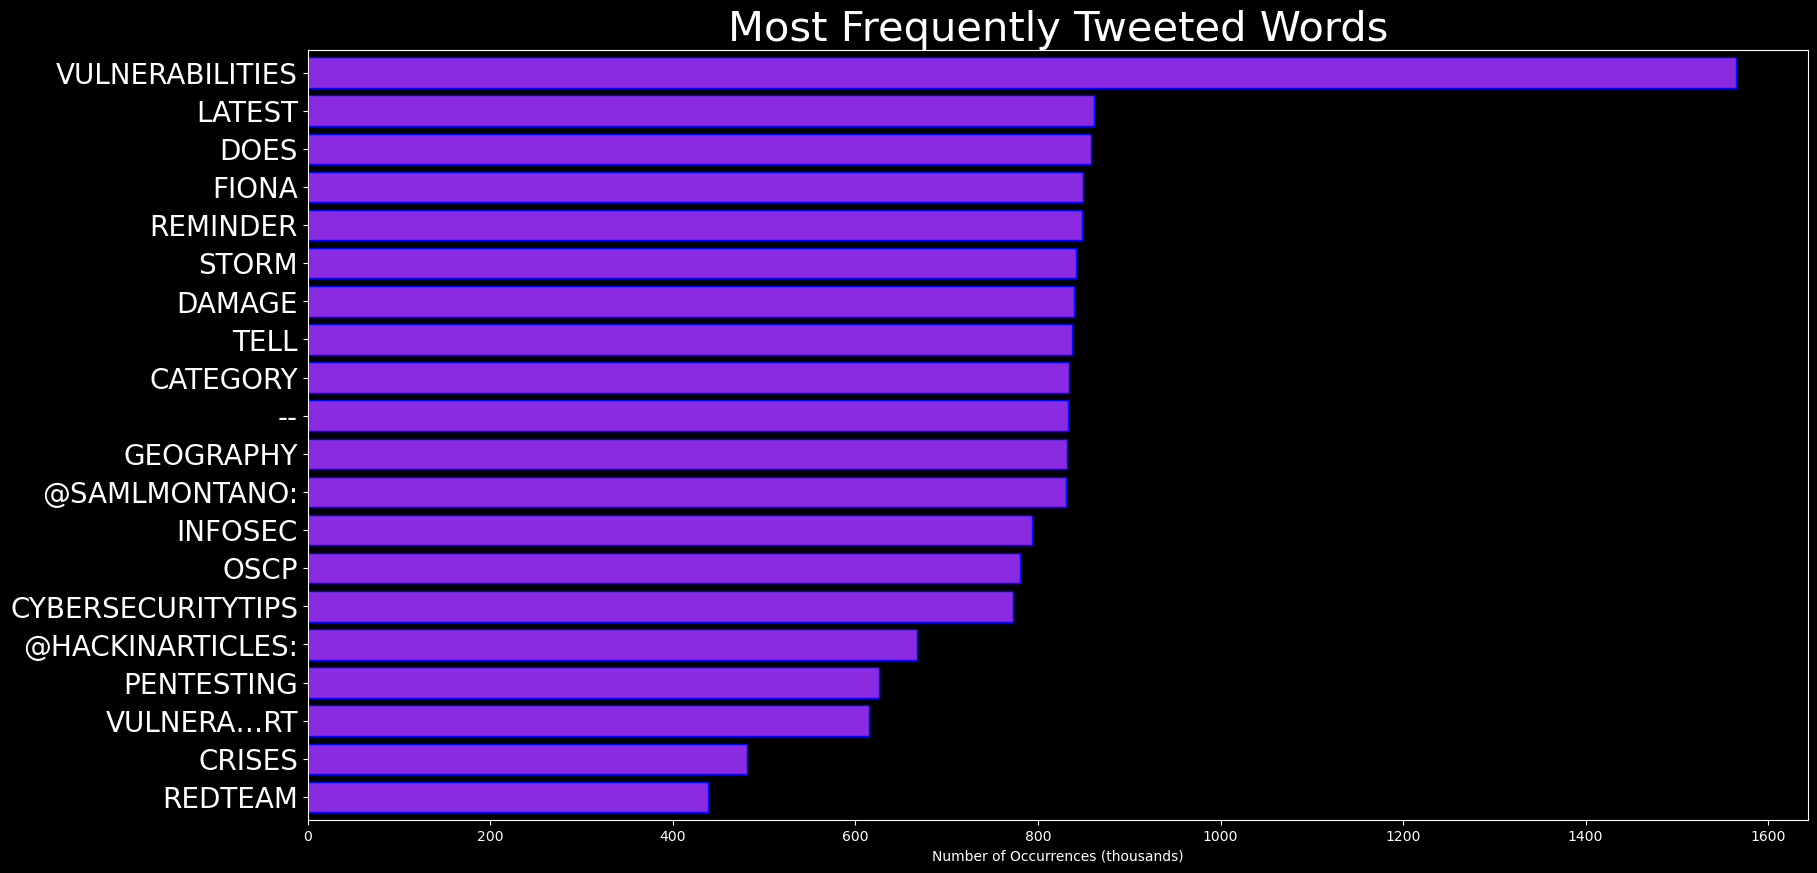 Most Frequently Tweeted Words
VULNERABILITIES
LATEST
DOES
FIONA
REMINDER
STORM
DAMAGE
TELL
CATEGORY
--
GEOGRAPHY
@SAMLMONTANO:
INFOSEC
OSCP
CYBERSECURITYTIPS
@HACKINARTICLES:
PENTESTING
VULNERA…RT
CRISES
REDTEAM
0 200 400 600 800 1000 1200 1400 1600
Number of Occurrences (thousands)